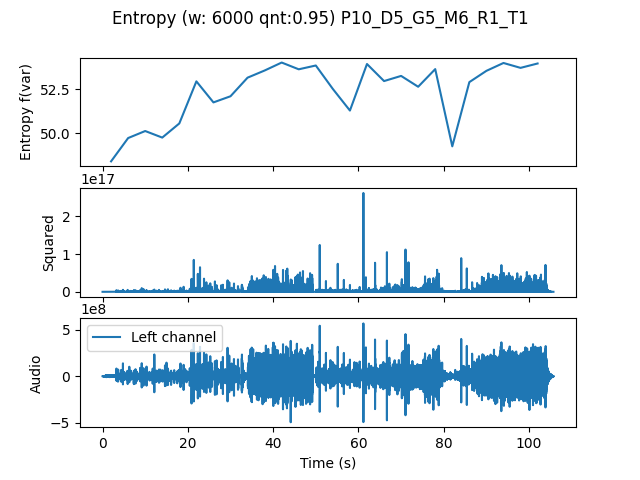 Entropy (w: 6000 qnt:0.95) P10_D5_G5_M6_R1_T1
Entropy f(var)
52.5
50.0
1e17
Squared
2
1
0
1e8
Audio
5
0
−5
Left channel
0 20 40 60 80 100
Time (s)